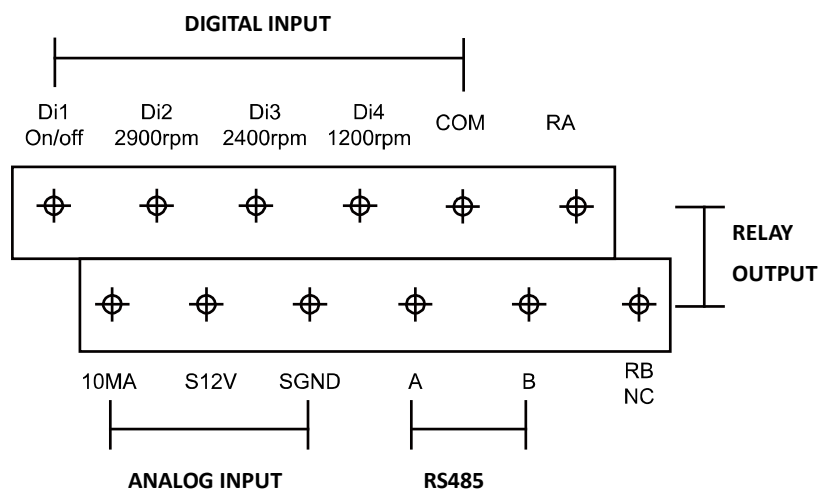 DIGITAL INPUT
Di1 Di2 Di3 Di4 COM RA
On/off 2900rpm 2400rpm 1200rpm
RELAY
OUTPUT
10MA S12V SGND A B RB
NC
ANALOG INPUT RS485